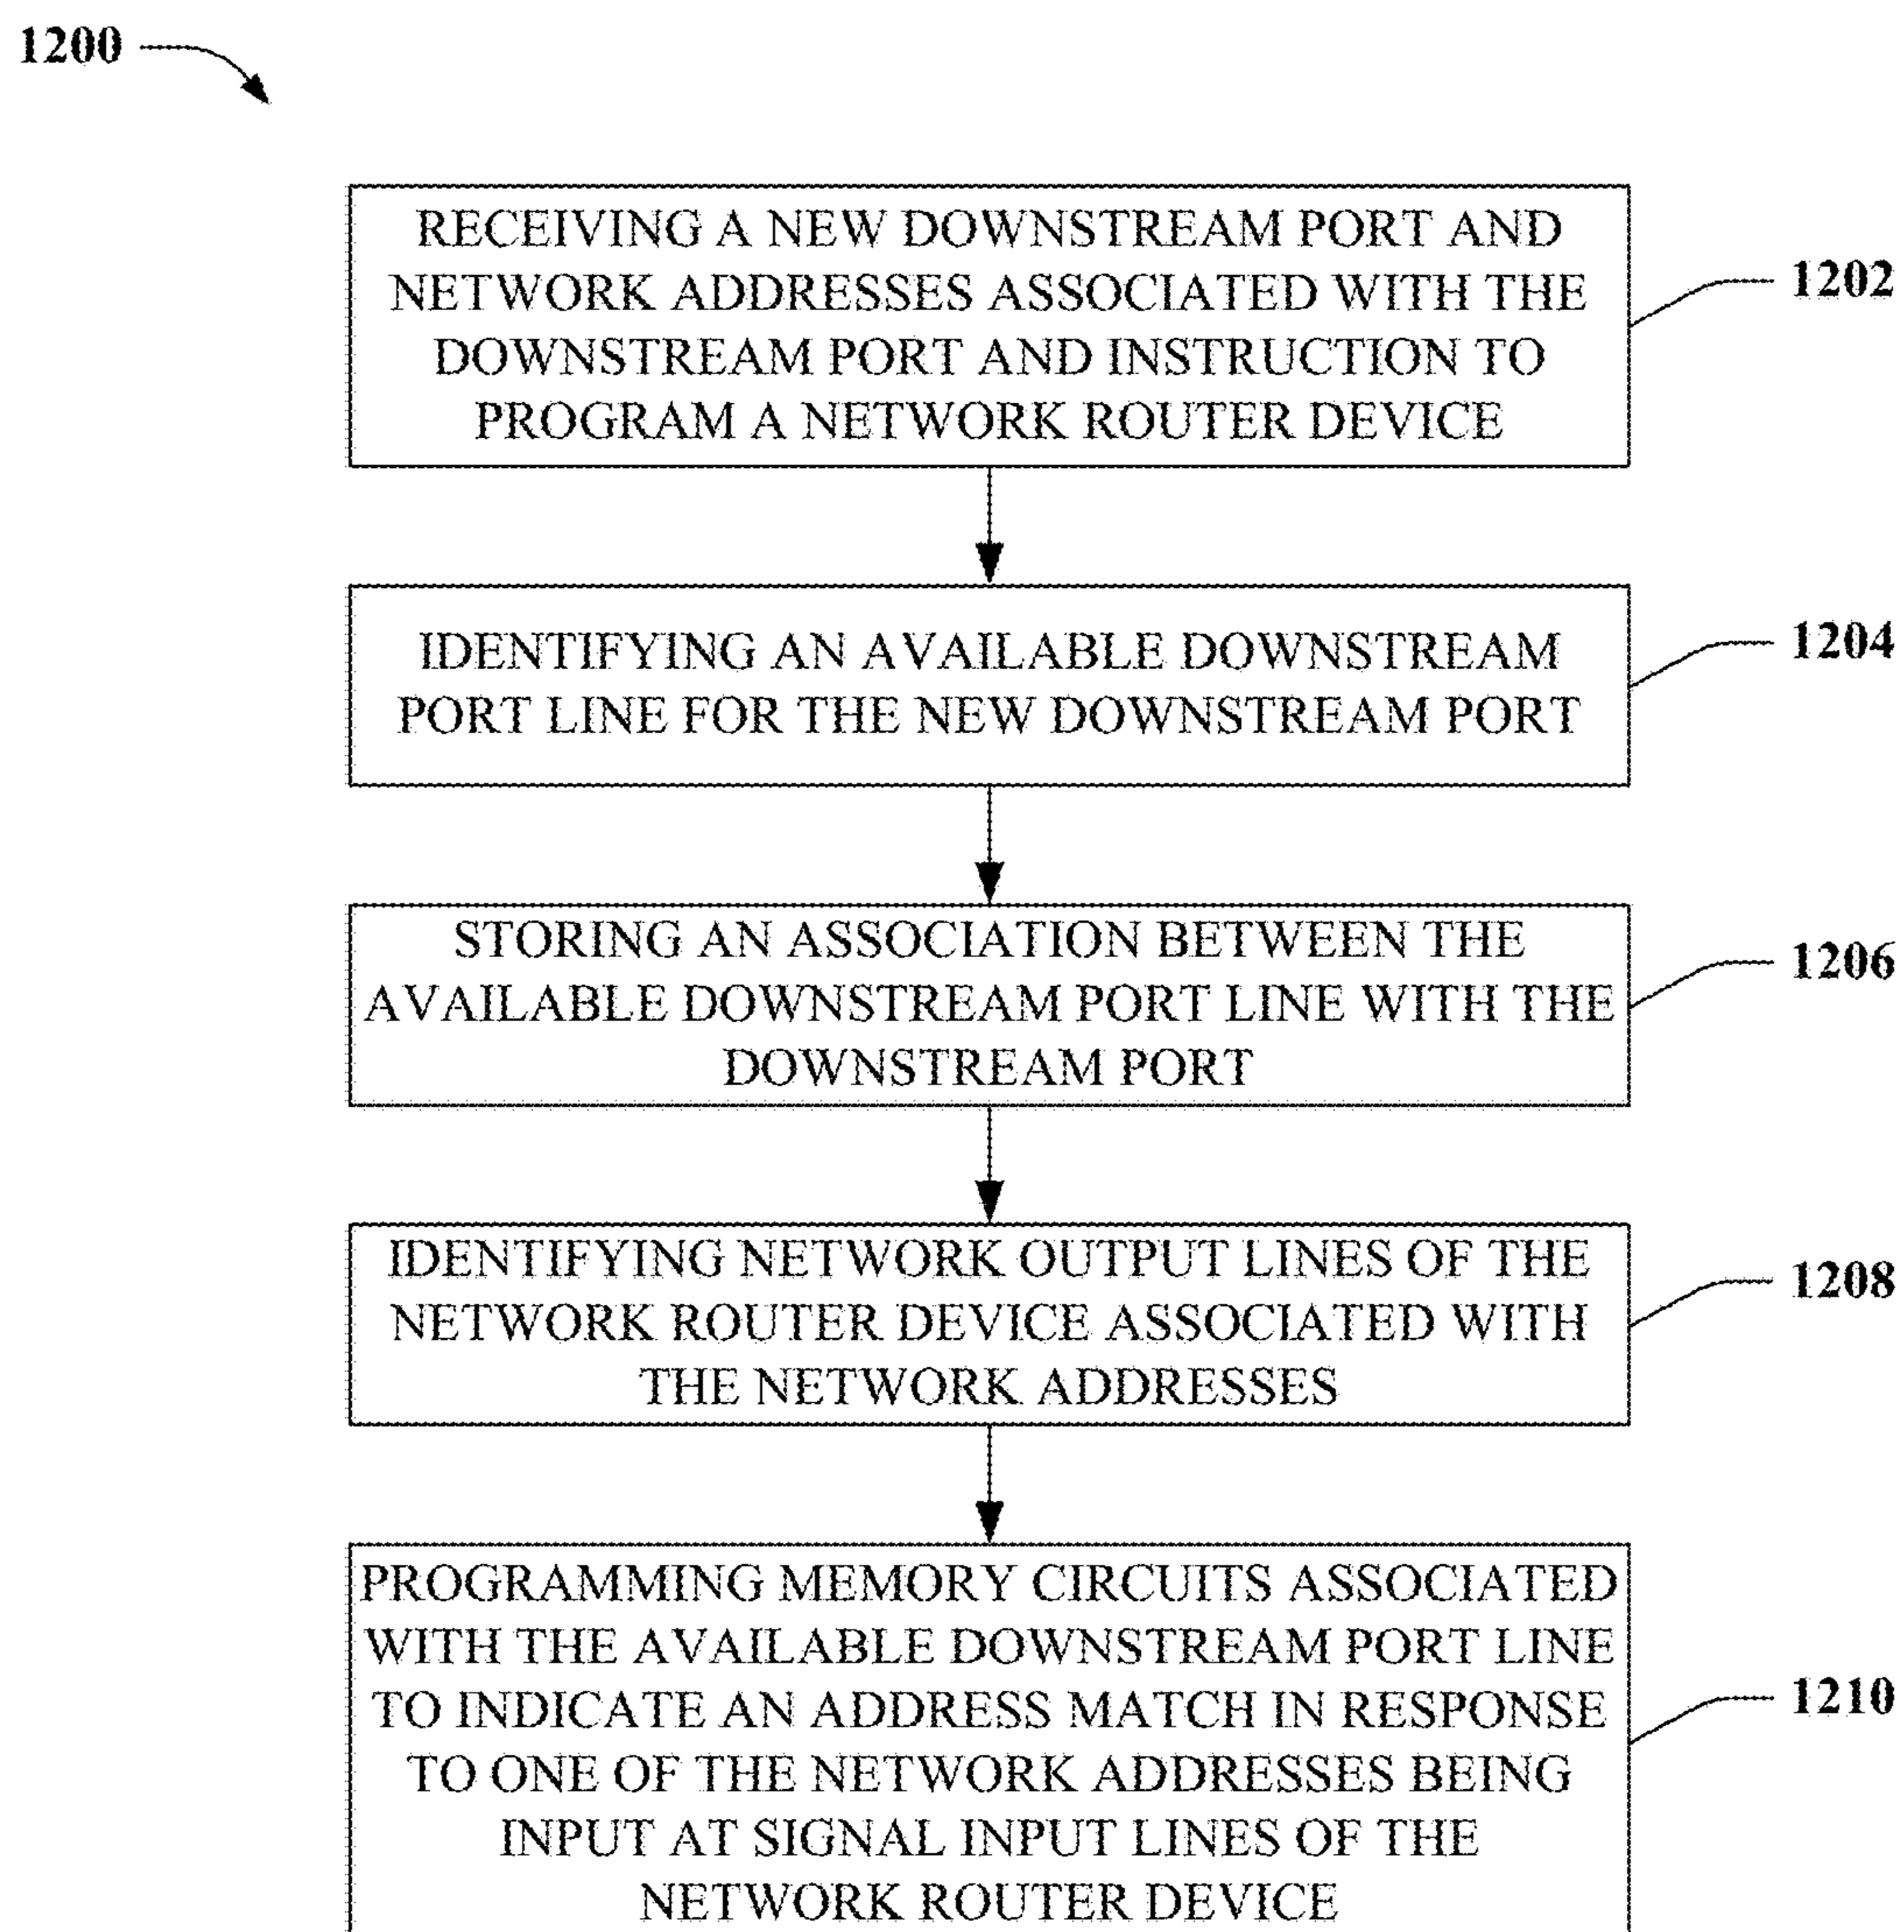 1200
RECEIVING A NEW DOWNSTREAM PORT AND
NETWORK ADDRESSES ASSOCIATED WITH THE
DOWNSTREAM PORT AND INSTRUCTION TO
PROGRAM A NETWORK ROUTER DEVICE
1202
IDENTIFYING AN AVAILABLE DOWNSTREAM
PORT LINE FOR THE NEW DOWNSTREAM PORT
1204
STORING AN ASSOCIATION BETWEEN THE
AVAILABLE DOWNSTREAM PORT LINE WITH THE
DOWNSTREAM PORT
1206
IDENTIFYING NETWORK OUTPUT LINES OF THE
NETWORK ROUTER DEVICE ASSOCIATED WITH
THE NETWORK ADDRESSES
1208
PROGRAMMING MEMORY CIRCUITS ASSOCIATED
WITH THE AVAILABLE DOWNSTREAM PORT LINE
TO INDICATE AN ADDRESS MATCH IN RESPONSE
TO ONE OF THE NETWORK ADDRESSES BEING
INPUT AT SIGNAL INPUT LINES OF THE
NETWORK ROUTER DEVICE
1210